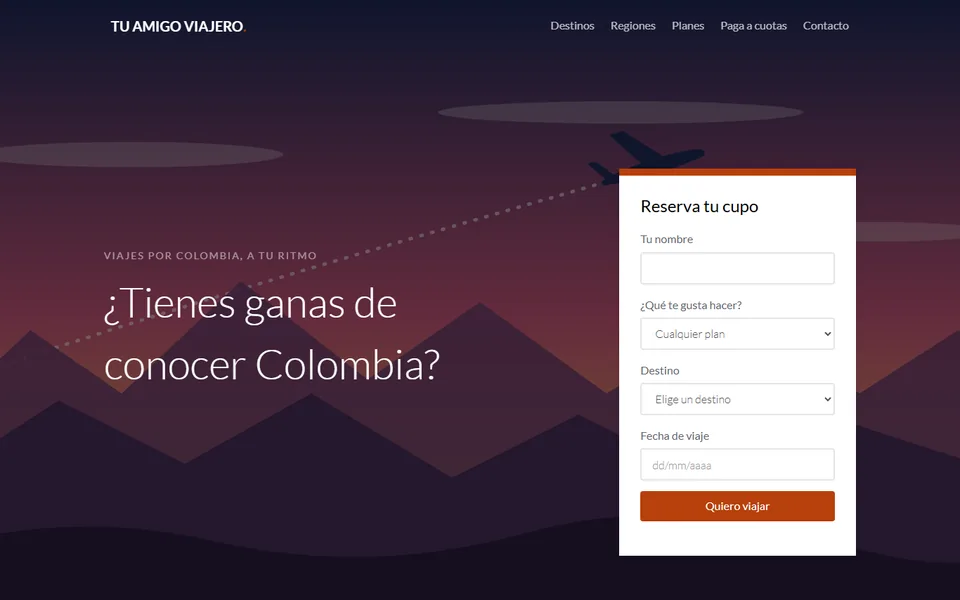 TU AMIGO VIAJERO.
Destinos Regiones Planes Paga a cuotas Contacto
VIAJES POR COLOMBIA, A TU RITMO
¿Tienes ganas de
conocer Colombia?
Reserva tu cupo
Tu nombre
¿Qué te gusta hacer?
Cualquier plan
Destino
Elige un destino
Fecha de viaje
dd/mm/aaaa
Quiero viajar